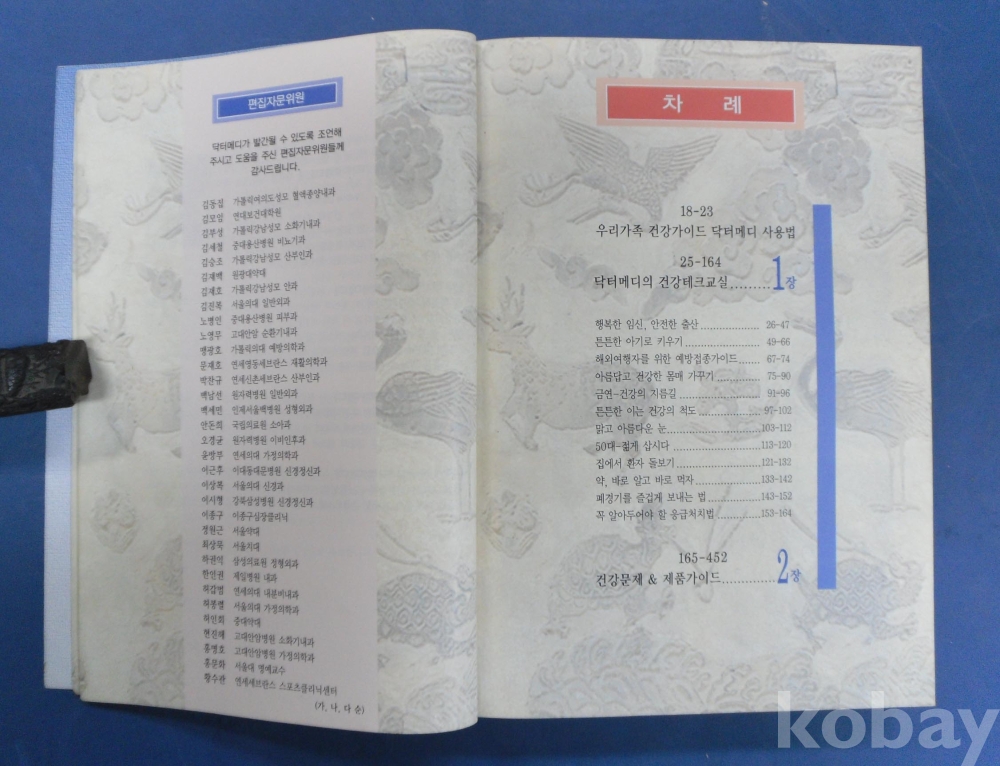 편집자문위원
닥터메디가 발간될 수 있도록 조언해
주시고 도움을 주신 편집자문위원들께
감사드립니다.
김동집 가톨릭여의도성모 혈액종양내과
김모임 연대보건대학원
김부성 가톨릭강남성모 소화기내과
김세철 중대용산병원 비뇨기과
김승조 가톨릭강남성모 산부인과
김재백 원광대약대
김재호 가톨릭강남성모 안과
김진복 서울의대 일반외과
노병인 중대용산병원 피부과
노영무 고대안암 순환기내과
맹광호 가톨릭의대 예방의학과
문재호 연세영동세브란스 재활의학과
박찬규 연세신촌세브란스 산부인과
백남선 원자력병원 일반외과
백세민 인제서울백병원 성형외과
안돈희 국립의료원 소아과
오경균 원자력병원 이비인후과
윤방부 연세의대 가정의학과
이근후 이대동대문병원 신경정신과
이상복 서울의대 신경과
이시형 강북삼성병원 신경정신과
이종구 이종구심장클리닉
정원근 서울약대
최상묵 서울치대
하권익 삼성의료원 정형외과
한인권 제일병원 내과
허갑범 연세의대 내분비내과
허봉렬 서울의대 가정의학과
허인회 중대약대
현진해 고대안암병원 소화기내과
홍명호 고대안암병원 가정의학과
홍문화 서울대 명예교수
황수관 연세세브란스 스포츠클리닉센터
(가, 나, 다 순)
차 례
18-23
우리가족 건강가이드 닥터메디 사용법
25-164
닥터메디의 건강테크교실.........1장
행복한 임신, 안전한 출산................ 26-47
튼튼한 아기로 키우기.................... 49-66
해외여행자를 위한 예방접종가이드..... 67-74
아름답고 건강한 몸매 가꾸기........... 75-90
금연-건강의 지름길...................... 91-96
튼튼한 이는 건강의 척도................ 97-102
맑고 아름다운 눈.........................103-112
50대-젊게 삽시다........................113-120
집에서 환자 돌보기......................121-132
약, 바로 알고 바로 먹자.................133-142
폐경기를 즐겁게 보내는 법..............143-152
꼭 알아두어야 할 응급처치법...........153-164
165-452
건강문제 & 제품가이드.............2장
kobay